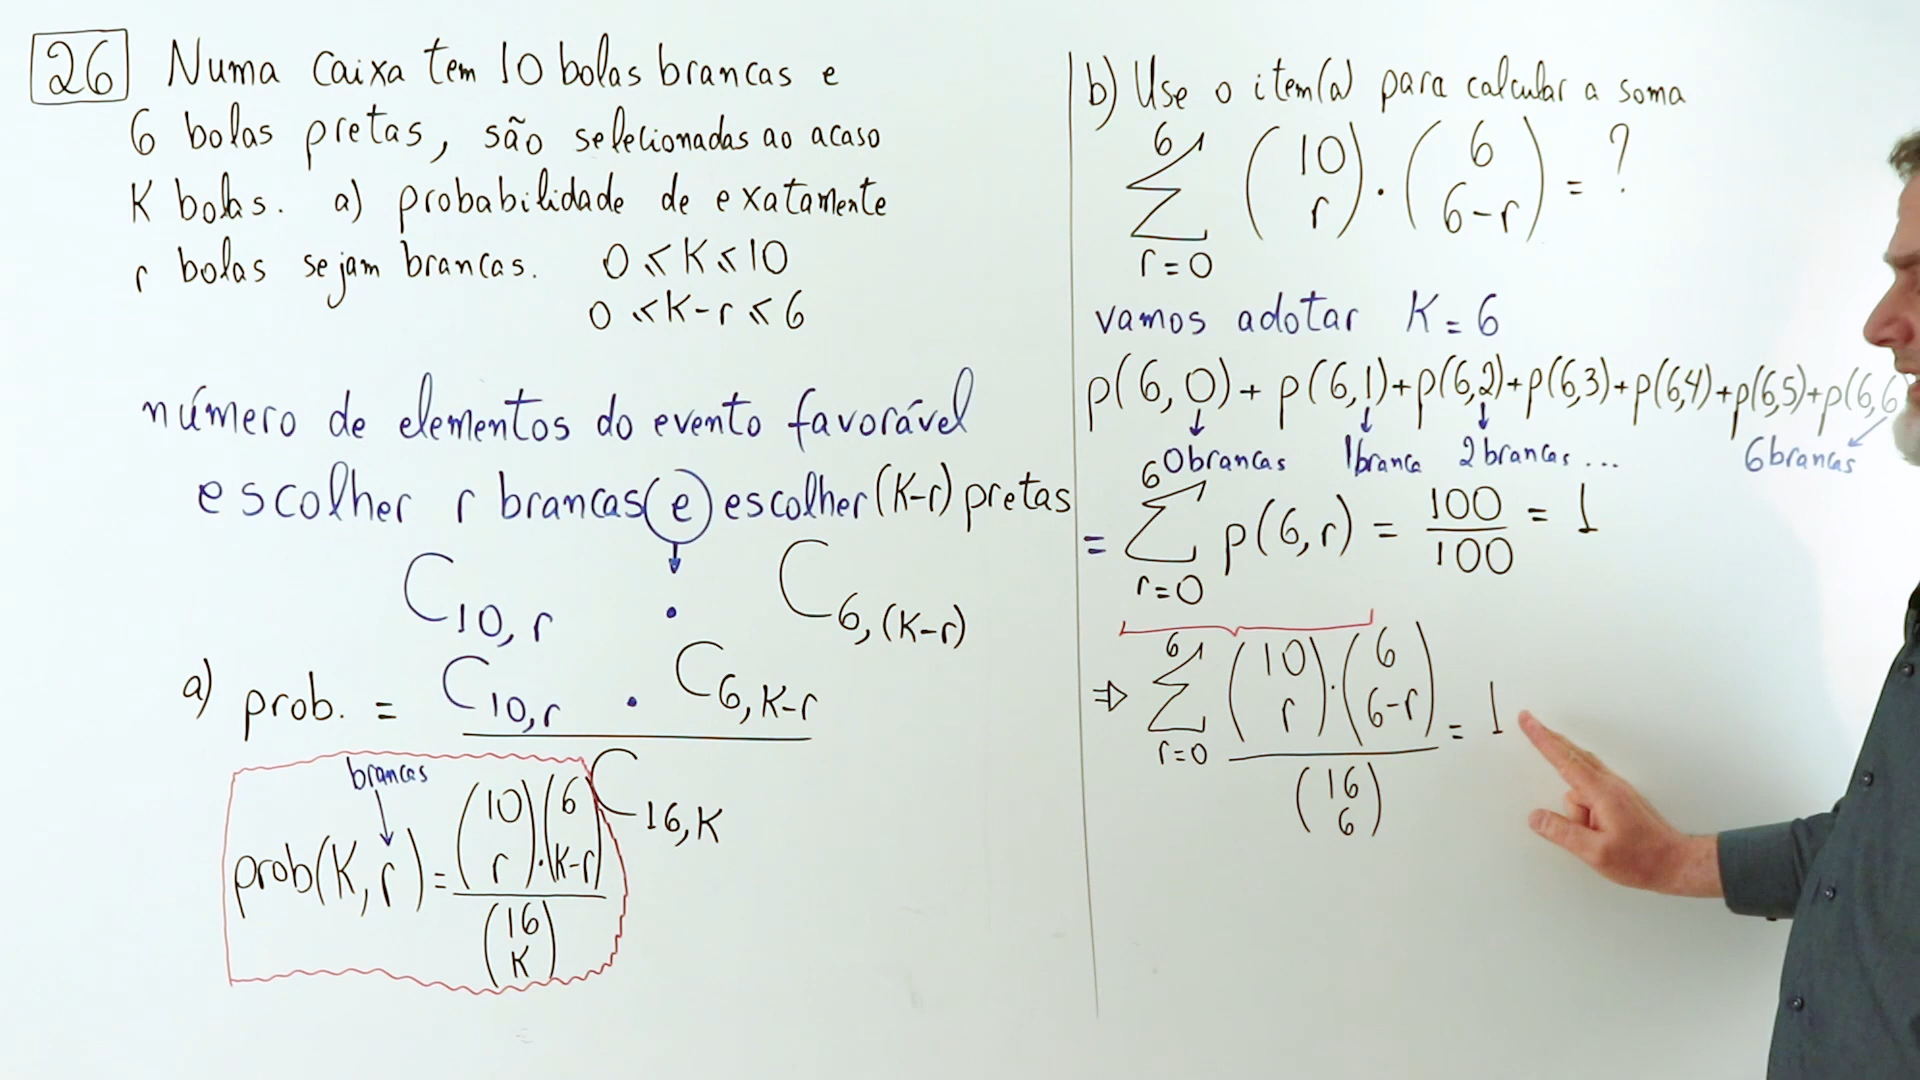 26 Numa caixa tem 10 bolas brancas e
6 bolas pretas, são selecionadas ao acaso
K bolas. a) probabilidade de exatamente
r bolas sejam brancas. 0 ≤ K ≤ 10
0 ≤ K-r ≤ 6
número de elementos do evento favorável
escolher r brancas (e) escolher (K-r) pretas
C₁₀,ᵣ · C₆,₍K₋ᵣ₎
a) prob. = C₁₀,ᵣ · C₆,K₋ᵣ / C₁₆,K
brancas
prob(K, r) = (10 r)·(6 K-r) / (16 K)
b) Use o item(a) para calcular a soma
6 Σ r=0 (10 r) · (6 6-r) = ?
vamos adotar K = 6
p(6,0) + p(6,1) + p(6,2) + p(6,3) + p(6,4) + p(6,5) + p(6,6
0 brancas 1 branca 2 brancas ... 6 brancas
= 6 Σ r=0 p(6, r) = 100/100 = 1
⇒ 6 Σ r=0 (10 r)·(6 6-r) / (16 6) = 1